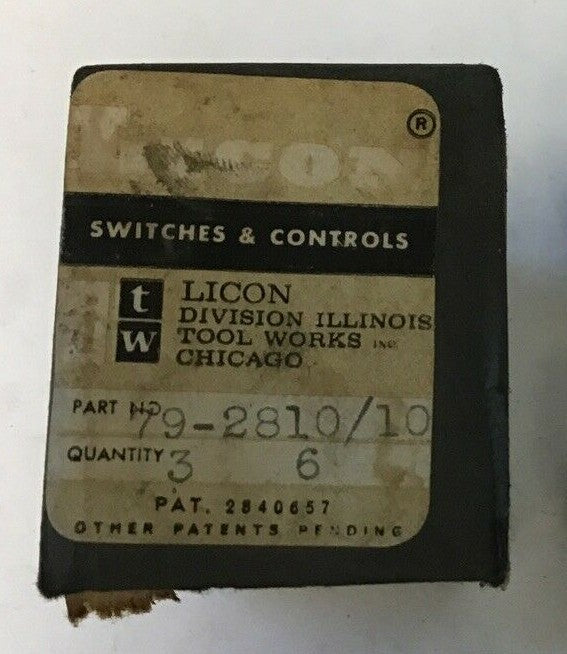 LICON ®
SWITCHES & CONTROLS
t LICON
DIVISION ILLINOIS
w TOOL WORKS INC.
CHICAGO
PART NO. 79-2810/10
QUANTITY 3 6
PAT. 2840657
OTHER PATENTS PENDING